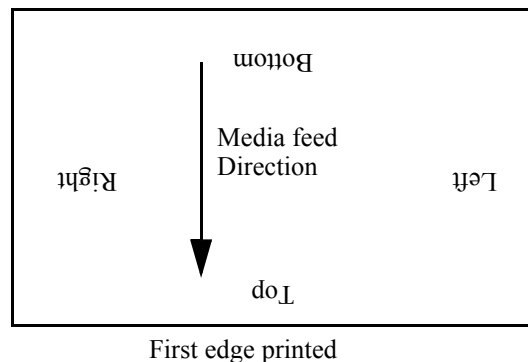 Bottom
Media feed
Direction
Right
Left
Top
First edge printed